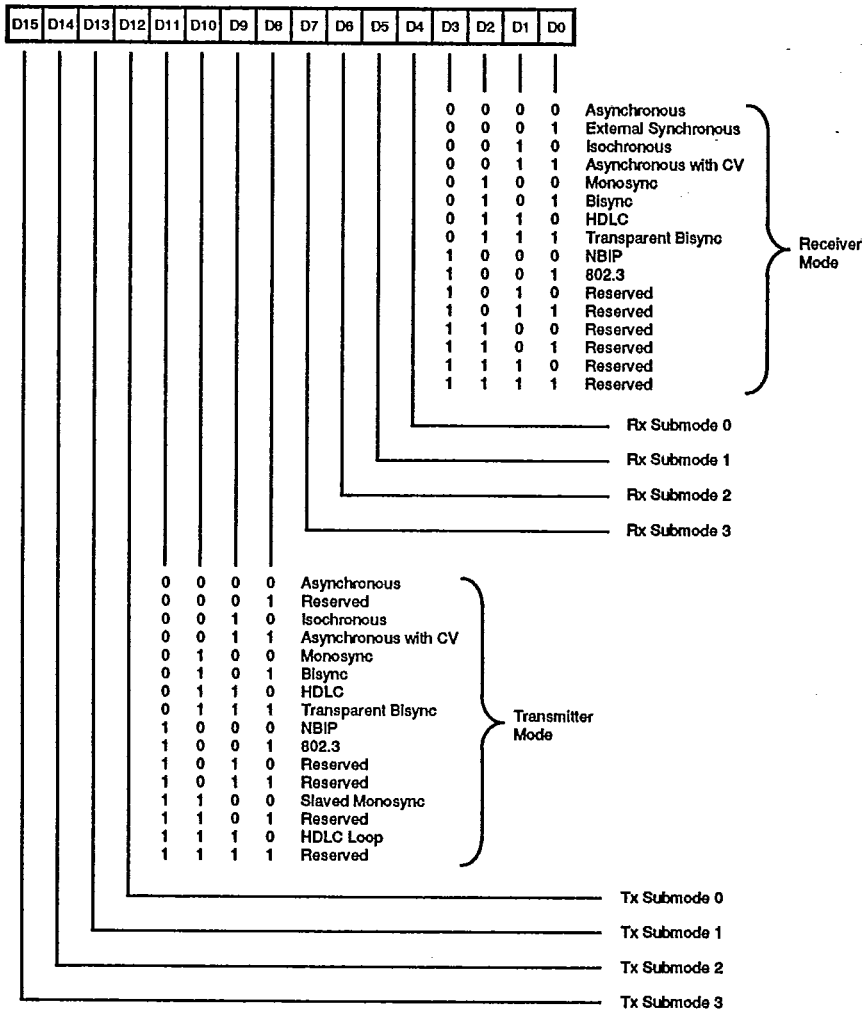 D15 D14 D13 D12 D11 D10 D9 D8 D7 D6 D5 D4 D3 D2 D1 D0
0 0 0 0 Asynchronous
0 0 0 1 External Synchronous
0 0 1 0 Isochronous
0 0 1 1 Asynchronous with CV
0 1 0 0 Monosync
0 1 0 1 Bisync
0 1 1 0 HDLC
0 1 1 1 Transparent Bisync
1 0 0 0 NBIP
1 0 0 1 802.3
1 0 1 0 Reserved
1 0 1 1 Reserved
1 1 0 0 Reserved
1 1 0 1 Reserved
1 1 1 0 Reserved
1 1 1 1 Reserved
Receiver
Mode
Rx Submode 0
Rx Submode 1
Rx Submode 2
Rx Submode 3
0 0 0 0 Asynchronous
0 0 0 1 Reserved
0 0 1 0 Isochronous
0 0 1 1 Asynchronous with CV
0 1 0 0 Monosync
0 1 0 1 Bisync
0 1 1 0 HDLC
0 1 1 1 Transparent Bisync
1 0 0 0 NBIP
1 0 0 1 802.3
1 0 1 0 Reserved
1 0 1 1 Reserved
1 1 0 0 Slaved Monosync
1 1 0 1 Reserved
1 1 1 0 HDLC Loop
1 1 1 1 Reserved
Transmitter
Mode
Tx Submode 0
Tx Submode 1
Tx Submode 2
Tx Submode 3